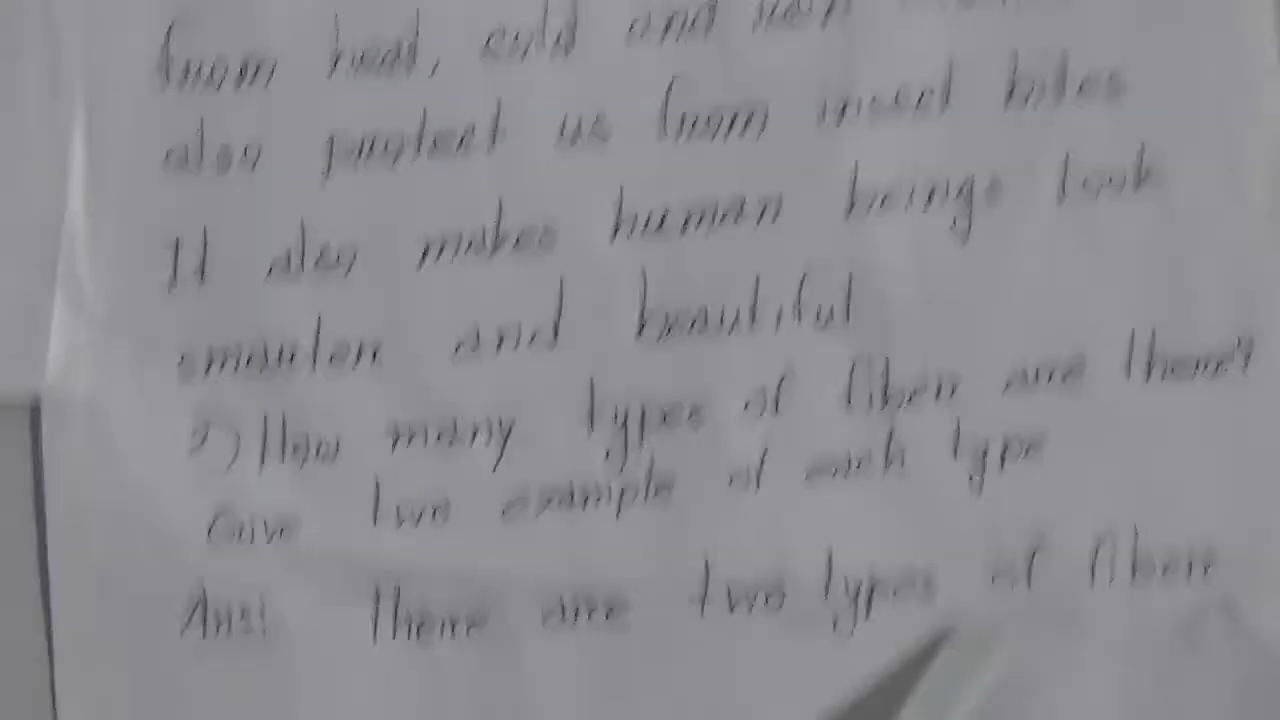 from heat, cold and
also protect us from insect bites
It also makes human beings look
smarter and beautiful
2) How many types of fiber are there?
Give two example of each type
Ans: There are two types of fiber